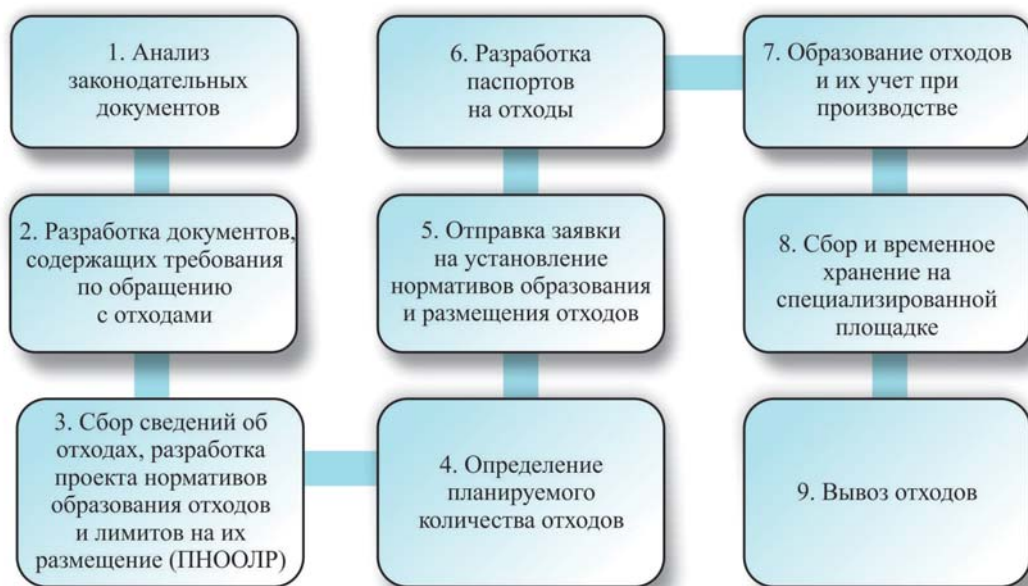 1. Анализ
законодательных
документов
2. Разработка документов,
содержащих требования
по обращению
с отходами
3. Сбор сведений об
отходах, разработка
проекта нормативов
образования отходов
и лимитов на их
размещение (ПНООЛР)
4. Определение
планируемого
количества отходов
5. Отправка заявки
на установление
нормативов образования
и размещения отходов
6. Разработка
паспортов
на отходы
7. Образование отходов
и их учет при
производстве
8. Сбор и временное
хранение на
специализированной
площадке
9. Вывоз отходов